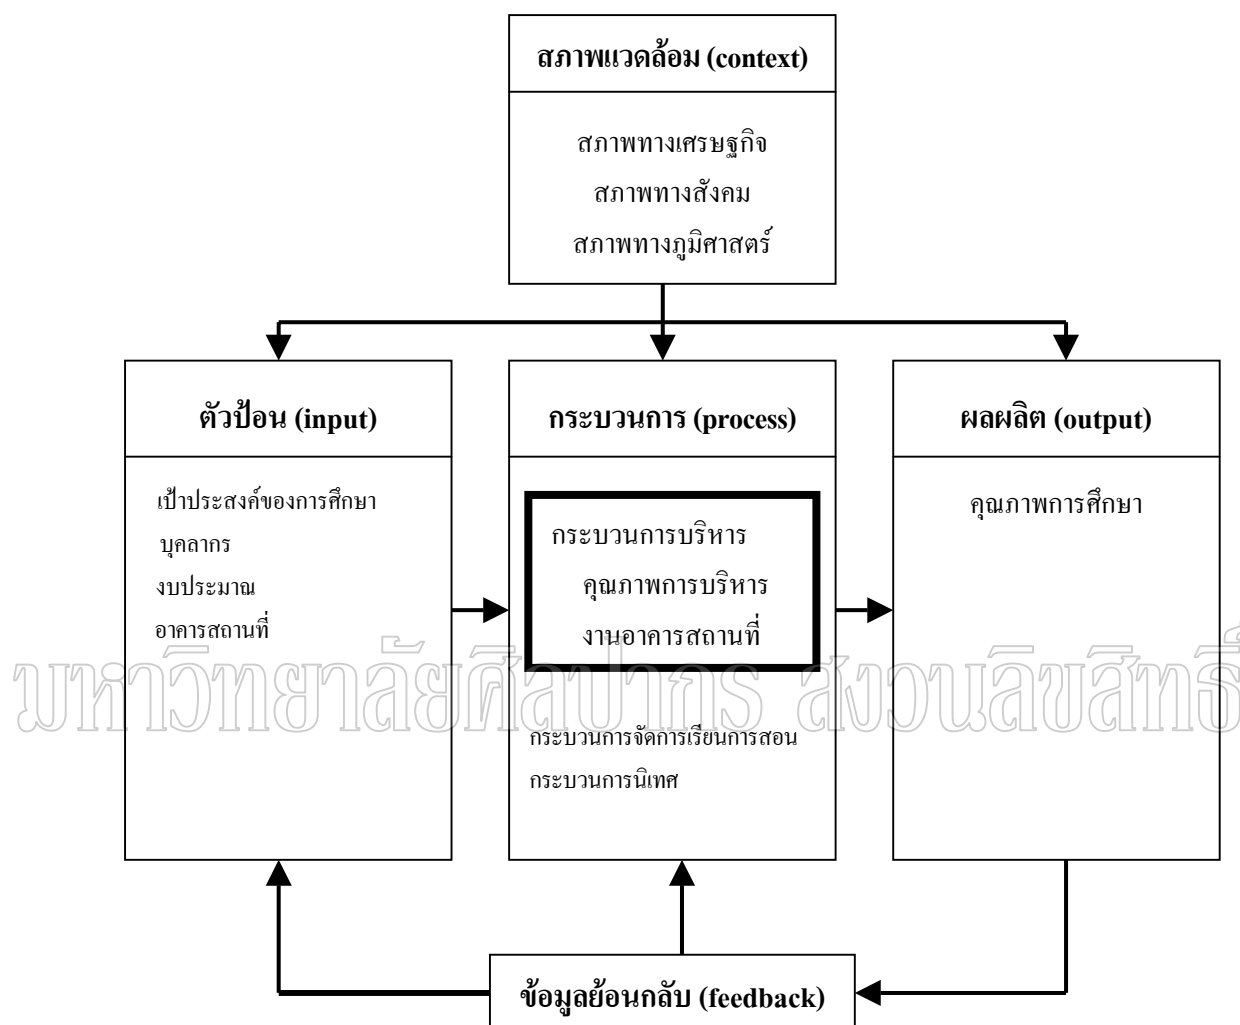 สภาพแวดล้อม (context)
สภาพทางเศรษฐกิจ
สภาพทางสังคม
สภาพทางภูมิศาสตร์
ตัวป้อน (input)
เป้าประสงค์ของการศึกษา
บุคลากร
งบประมาณ
อาคารสถานที่
กระบวนการ (process)
กระบวนการบริหาร
คุณภาพการบริหาร
งานอาคารสถานที่
กระบวนการจัดการเรียนการสอน
กระบวนการนิเทศ
ผลผลิต (output)
คุณภาพการศึกษา
มหาวิทยาลัยศิลปากร สงวนลิขสิทธิ์
ข้อมูลย้อนกลับ (feedback)